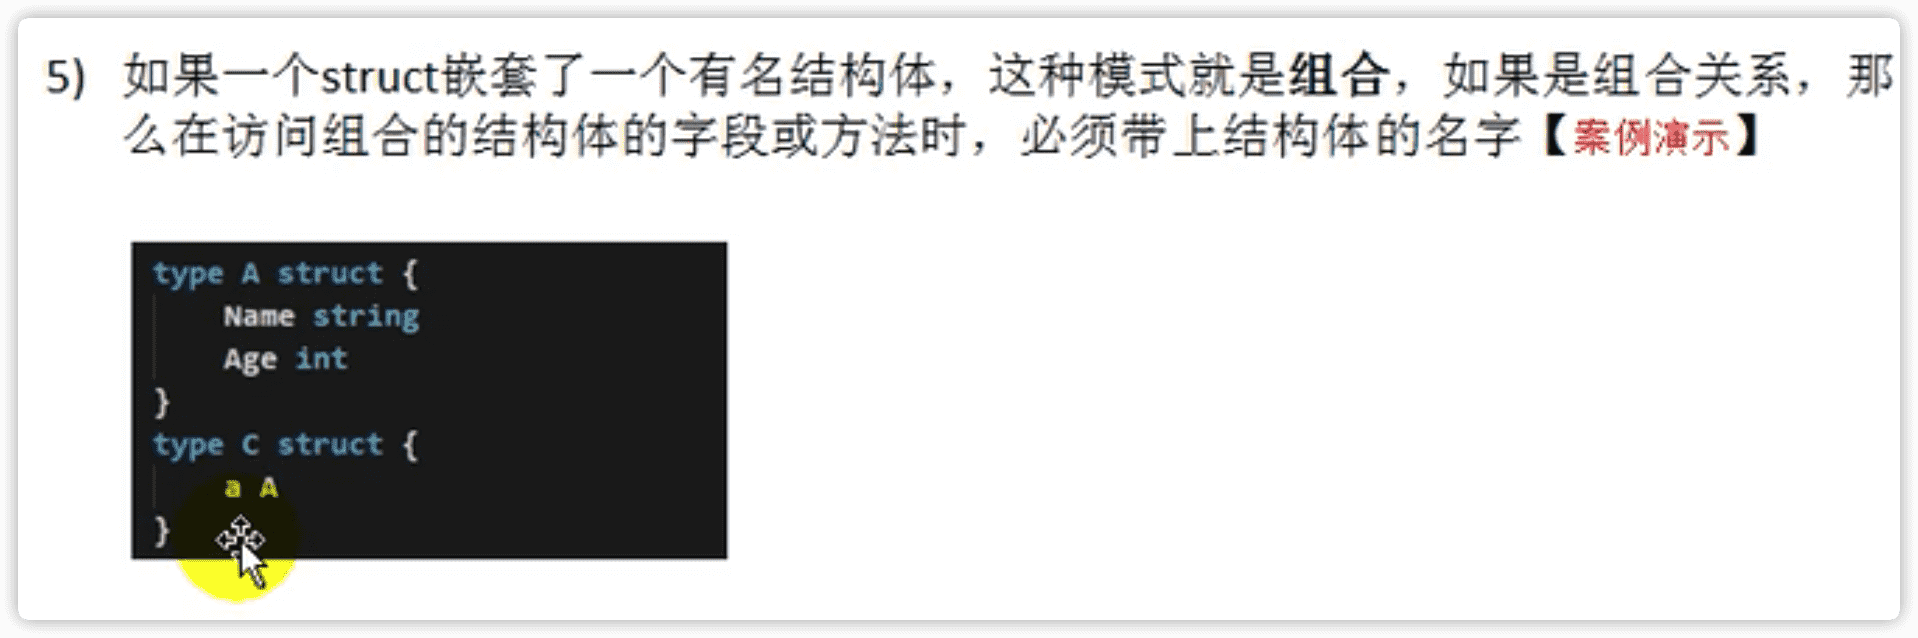 5) 如果一个struct嵌套了一个有名结构体，这种模式就是组合，如果是组合关系，那
么在访问组合的结构体的字段或方法时，必须带上结构体的名字【案例演示】
type A struct {
Name string
Age int
}
type C struct {
a A
}